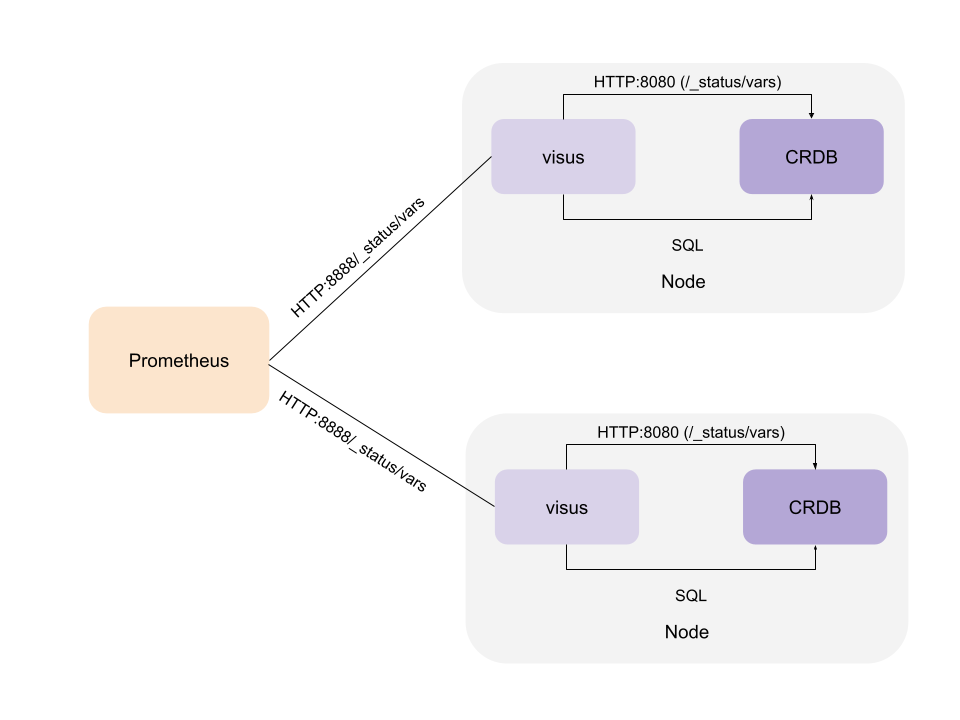 HTTP:8080 (/_status/vars)
visus
CRDB
SQL
Node
HTTP:8888/_status/vars
Prometheus
HTTP:8888/_status/vars
HTTP:8080 (/_status/vars)
visus
CRDB
SQL
Node